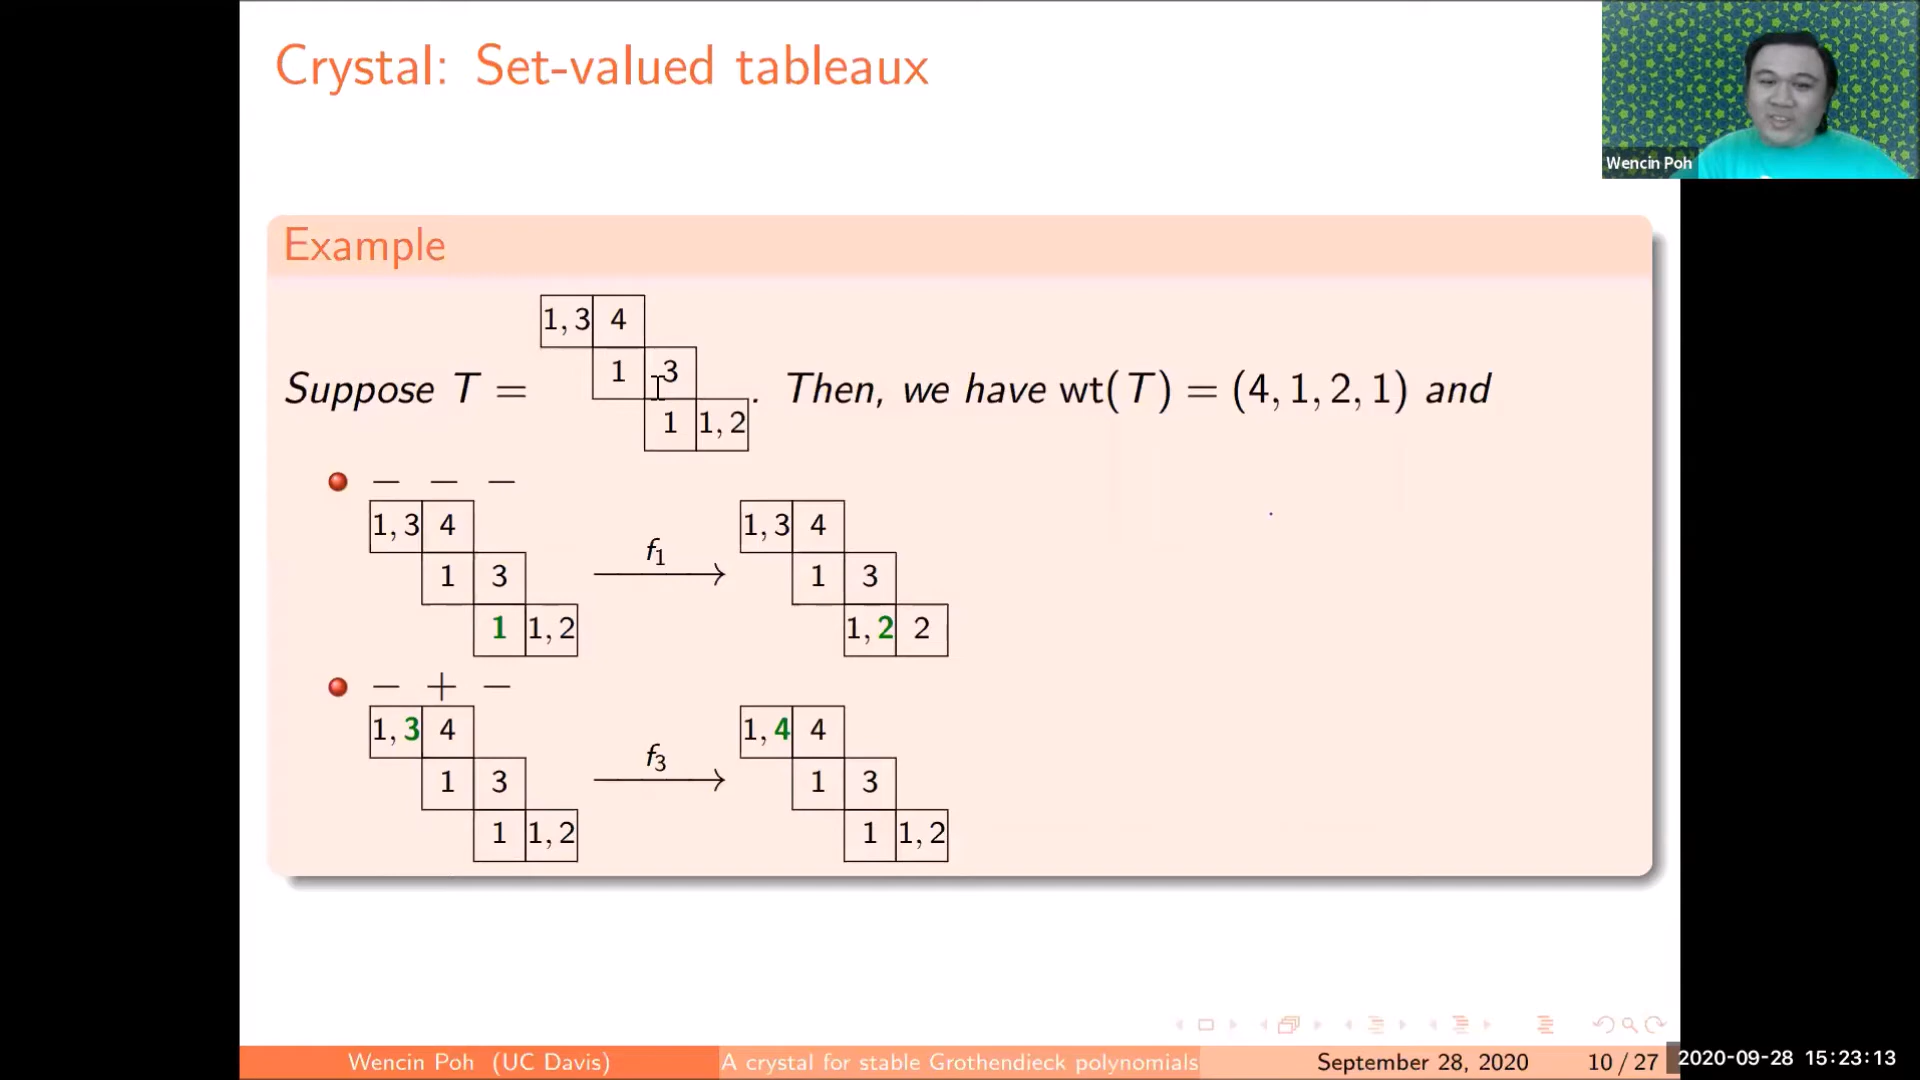 Crystal: Set-valued tableaux
Wencin Poh
Example
1, 3 4
Suppose T = 1 3 . Then, we have wt(T) = (4, 1, 2, 1) and
1 1, 2
− − −
1, 3 4 1, 3 4
f1
1 3 1 3
1 1, 2 1, 2 2
− + −
1, 3 4 1, 4 4
f3
1 3 1 3
1 1, 2 1 1, 2
Wencin Poh (UC Davis) A crystal for stable Grothendieck polynomials September 28, 2020 10 / 27
2020-09-28 15:23:13